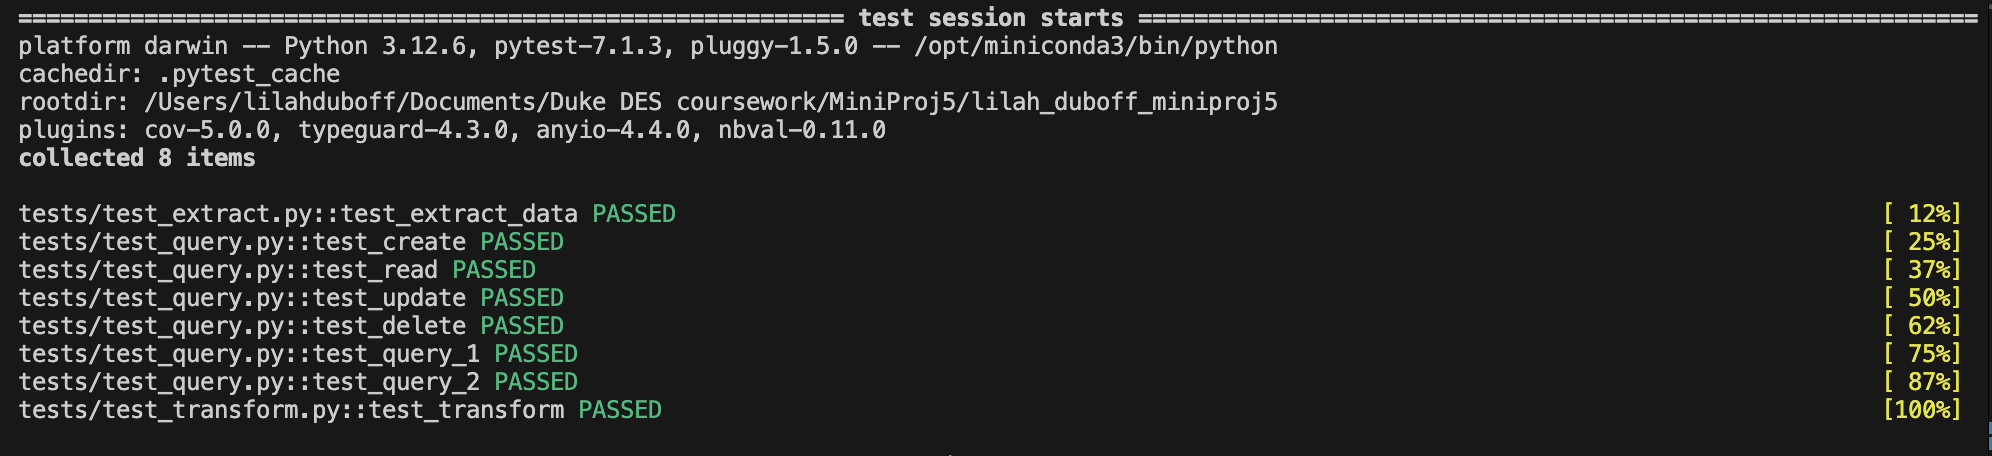 =========================================================== test session starts ============================================================
platform darwin -- Python 3.12.6, pytest-7.1.3, pluggy-1.5.0 -- /opt/miniconda3/bin/python
cachedir: .pytest_cache
rootdir: /Users/lilahduboff/Documents/Duke DES coursework/MiniProj5/lilah_duboff_miniproj5
plugins: cov-5.0.0, typeguard-4.3.0, anyio-4.4.0, nbval-0.11.0
collected 8 items
tests/test_extract.py::test_extract_data PASSED [ 12%]
tests/test_query.py::test_create PASSED [ 25%]
tests/test_query.py::test_read PASSED [ 37%]
tests/test_query.py::test_update PASSED [ 50%]
tests/test_query.py::test_delete PASSED [ 62%]
tests/test_query.py::test_query_1 PASSED [ 75%]
tests/test_query.py::test_query_2 PASSED [ 87%]
tests/test_transform.py::test_transform PASSED [100%]